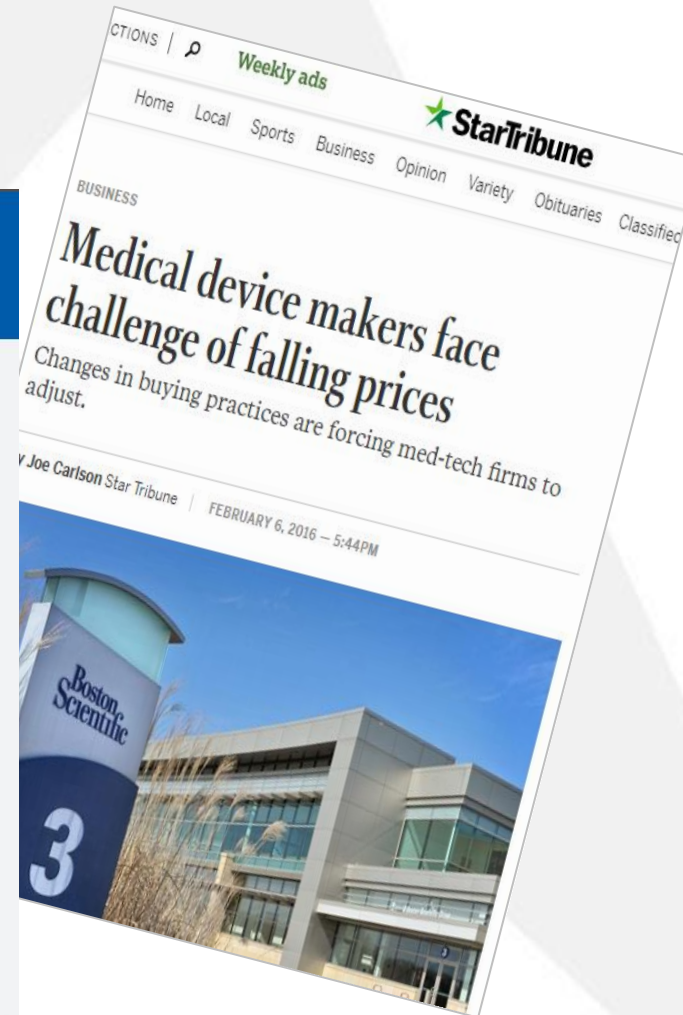 CTIONS
Weekly ads
StarTribune
Home Local Sports Business Opinion Variety Obituaries Classified
BUSINESS
Medical device makers face
challenge of falling prices
Changes in buying practices are forcing med-tech firms to
adjust.
y Joe Carlson Star Tribune | FEBRUARY 6, 2016 — 5:44PM
Boston
Scientific
3